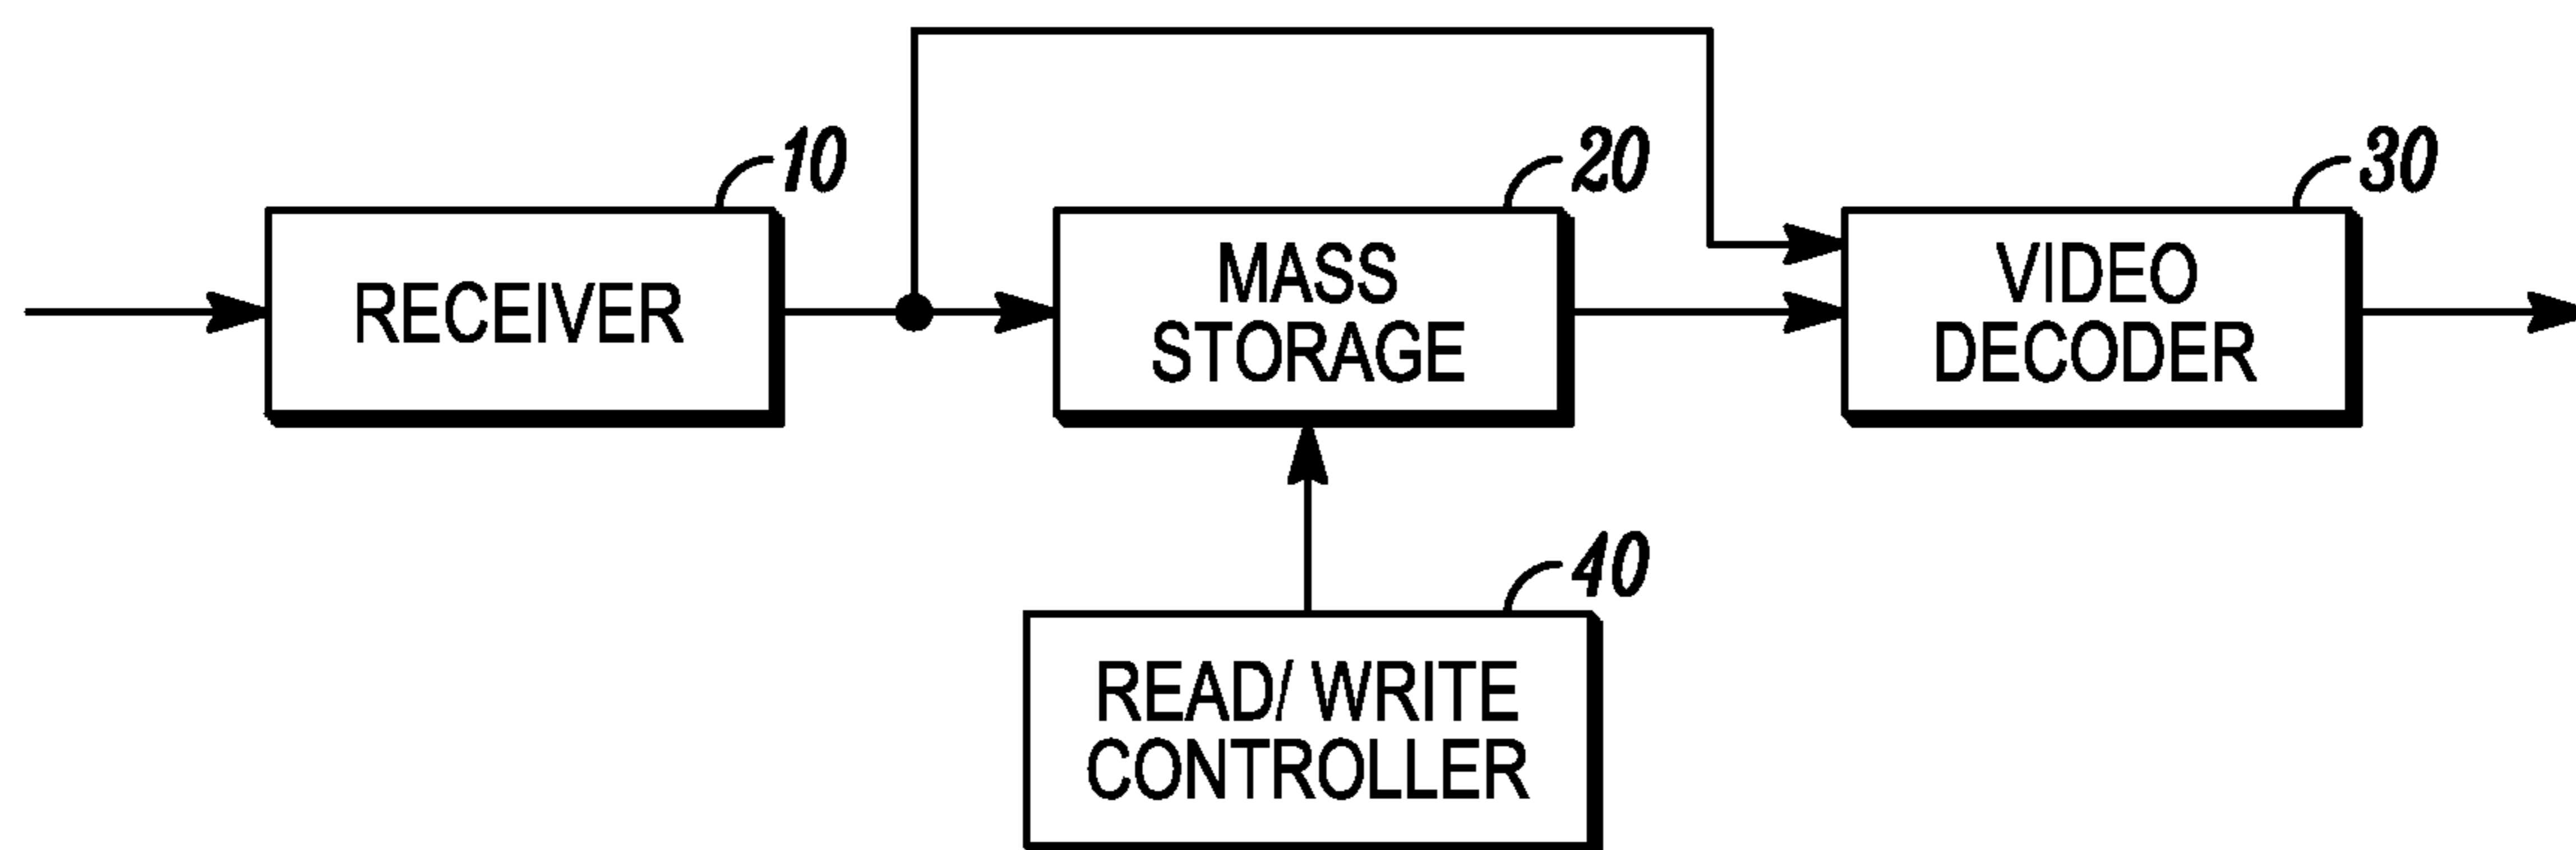 10
RECEIVER
20
MASS
STORAGE
30
VIDEO
DECODER
40
READ/ WRITE
CONTROLLER